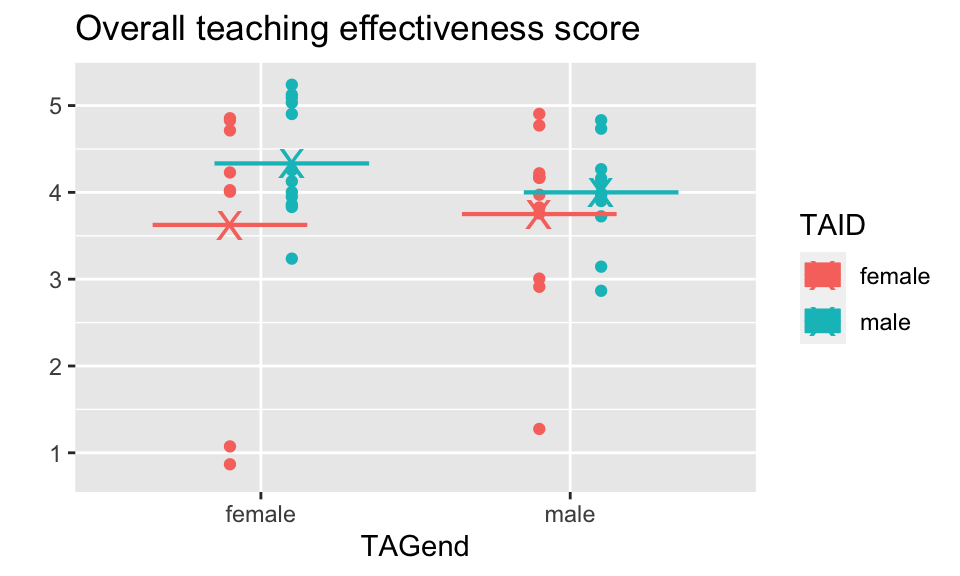 Overall teaching effectiveness score
5
4
3
2
1
female
male
TAGend
TAID
female
male